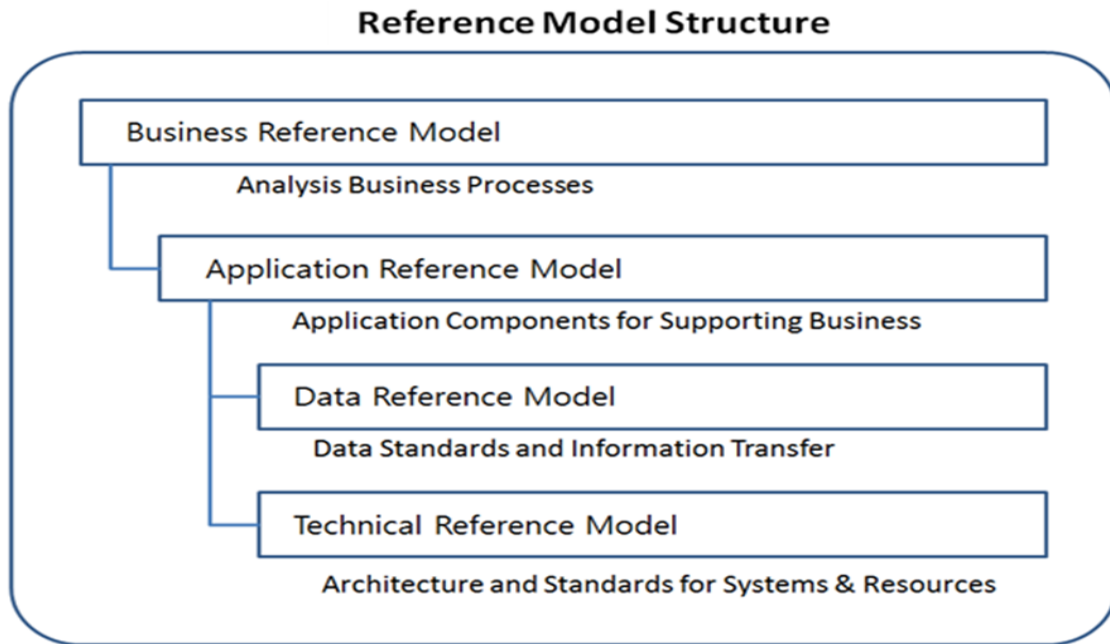 Reference Model Structure
Business Reference Model
Analysis Business Processes
Application Reference Model
Application Components for Supporting Business
Data Reference Model
Data Standards and Information Transfer
Technical Reference Model
Architecture and Standards for Systems & Resources